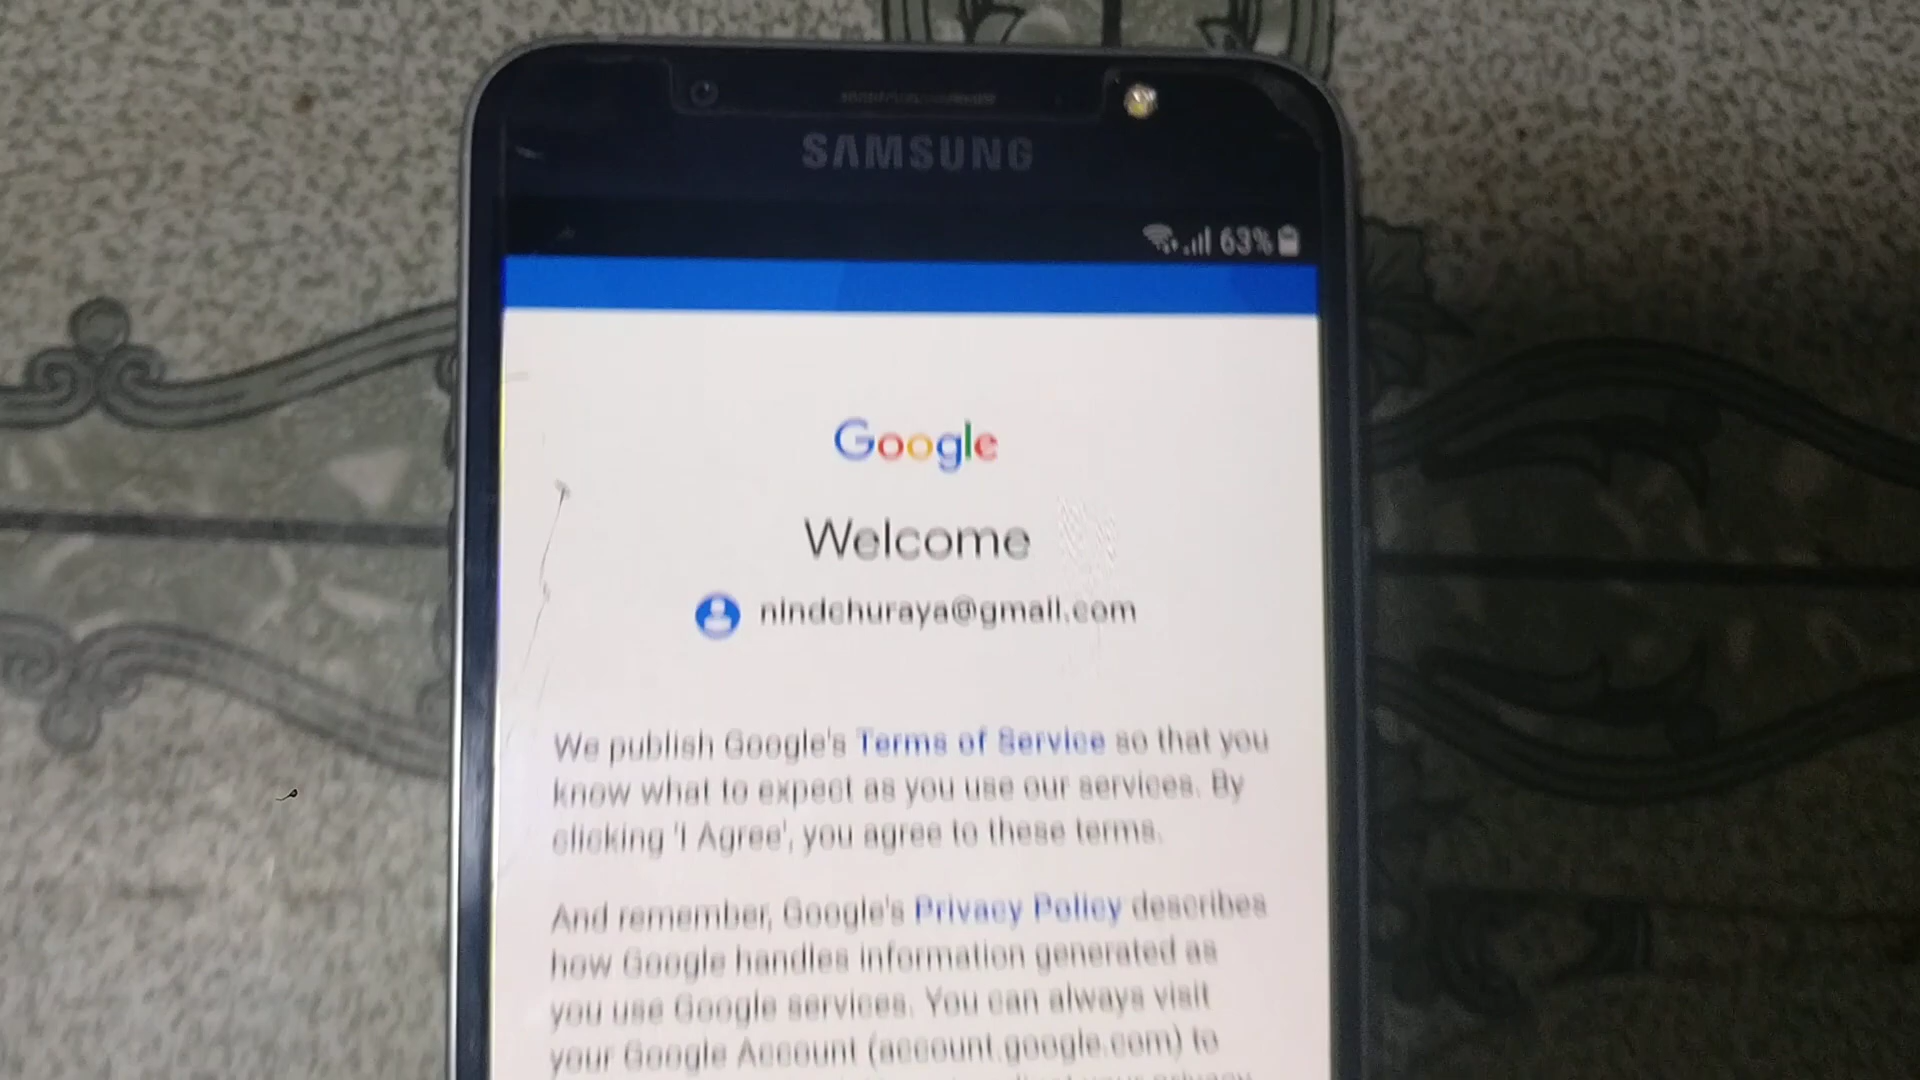 SAMSUNG
63%
Google
Welcome
nindchuraya@gmail.com
We publish Google's Terms of Service so that you
know what to expect as you use our services. By
clicking 'I Agree', you agree to these terms.
And remember, Google's Privacy Policy describes
how Google handles information generated as
you use Google services. You can always visit
your Google Account (account.google.com) to
your privacy